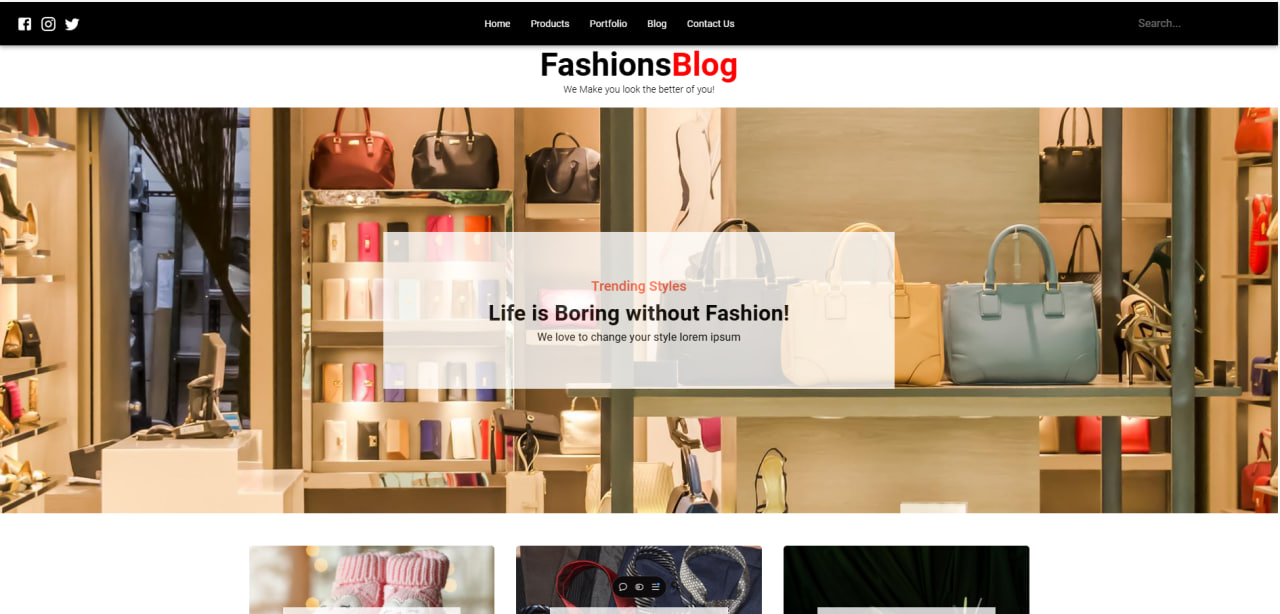 Home Products Portfolio Blog Contact Us Search...
FashionsBlog
We Make you look the better of you!
Trending Styles
Life is Boring without Fashion!
We love to change your style lorem ipsum